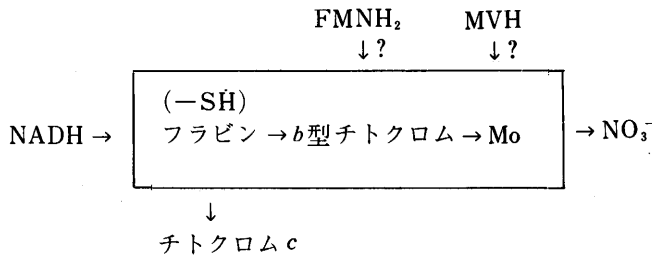 FMNH₂ MVH
↓? ↓?
(－SH)
NADH → フラビン → b型チトクロム → Mo → NO₃⁻
↓
チトクロム c